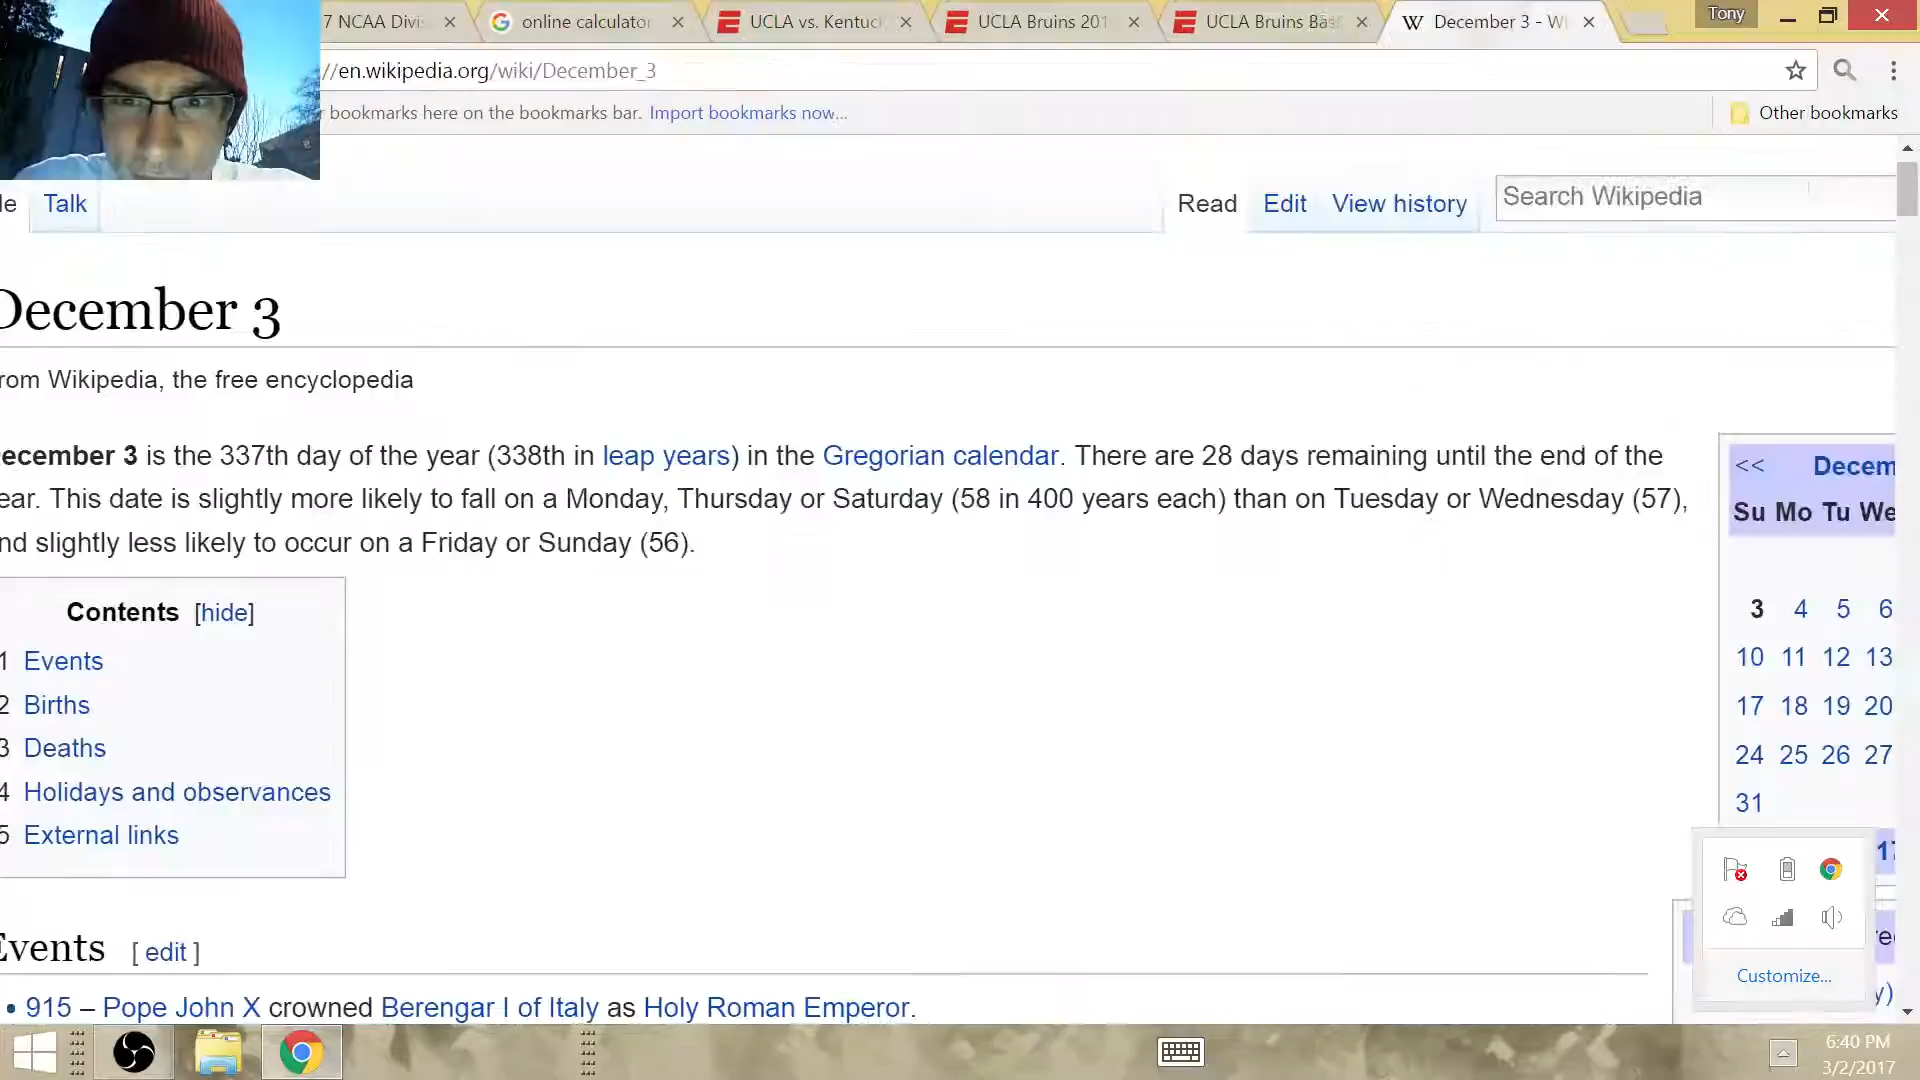 7 NCAA Divis
online calculator
UCLA vs. Kentuck
UCLA Bruins 201
UCLA Bruins Bas
December 3 - Wi
Tony
//en.wikipedia.org/wiki/December_3
bookmarks here on the bookmarks bar. Import bookmarks now...
Other bookmarks
le Talk
Read Edit View history
Search Wikipedia
December 3
rom Wikipedia, the free encyclopedia
ecember 3 is the 337th day of the year (338th in leap years) in the Gregorian calendar. There are 28 days remaining until the end of the
ear. This date is slightly more likely to fall on a Monday, Thursday or Saturday (58 in 400 years each) than on Tuesday or Wednesday (57),
nd slightly less likely to occur on a Friday or Sunday (56).
<< Decem
Su Mo Tu We
3 4 5 6
10 11 12 13
17 18 19 20
24 25 26 27
31
17
Contents [hide]
1 Events
2 Births
3 Deaths
4 Holidays and observances
5 External links
Events [ edit ]
• 915 – Pope John X crowned Berengar I of Italy as Holy Roman Emperor.
Customize...
y)
6:40 PM
3/2/2017